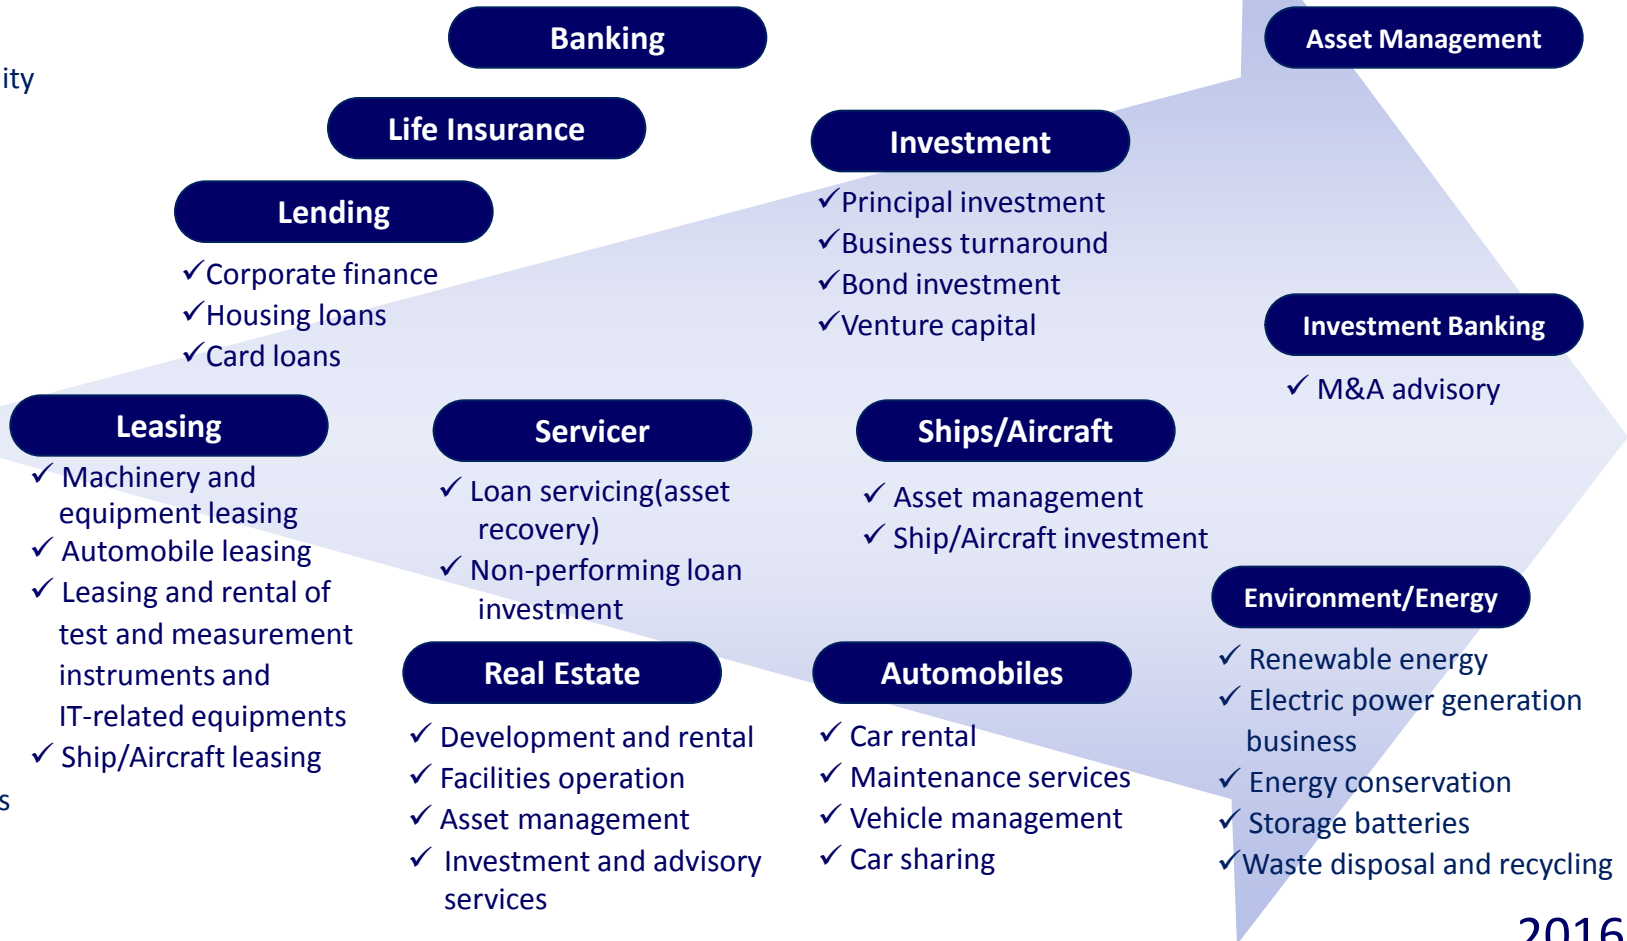 Banking
Asset Management
ity
Life Insurance
Investment
✓Principal investment
✓Business turnaround
✓Bond investment
✓Venture capital
Lending
✓Corporate finance
✓Housing loans
✓Card loans
Investment Banking
✓ M&A advisory
Leasing
✓ Machinery and
equipment leasing
✓ Automobile leasing
✓ Leasing and rental of
test and measurement
instruments and
IT-related equipments
✓ Ship/Aircraft leasing
Servicer
✓ Loan servicing(asset
recovery)
✓ Non-performing loan
investment
Ships/Aircraft
✓ Asset management
✓ Ship/Aircraft investment
Environment/Energy
✓ Renewable energy
✓ Electric power generation
business
✓ Energy conservation
✓ Storage batteries
✓Waste disposal and recycling
Real Estate
✓ Development and rental
✓ Facilities operation
✓ Asset management
✓ Investment and advisory
services
Automobiles
✓ Car rental
✓ Maintenance services
✓ Vehicle management
✓ Car sharing
s
2016